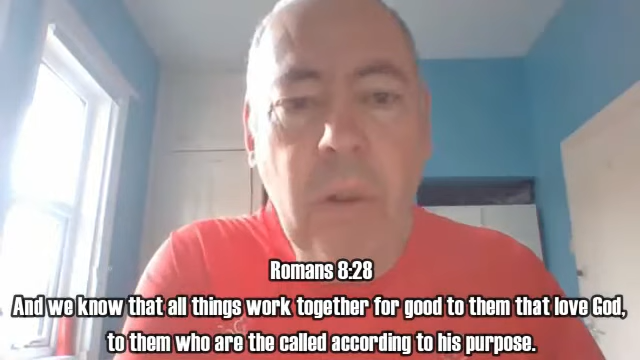 Romans 8:28
And we know that all things work together for good to them that love God,
to them who are the called according to his purpose.